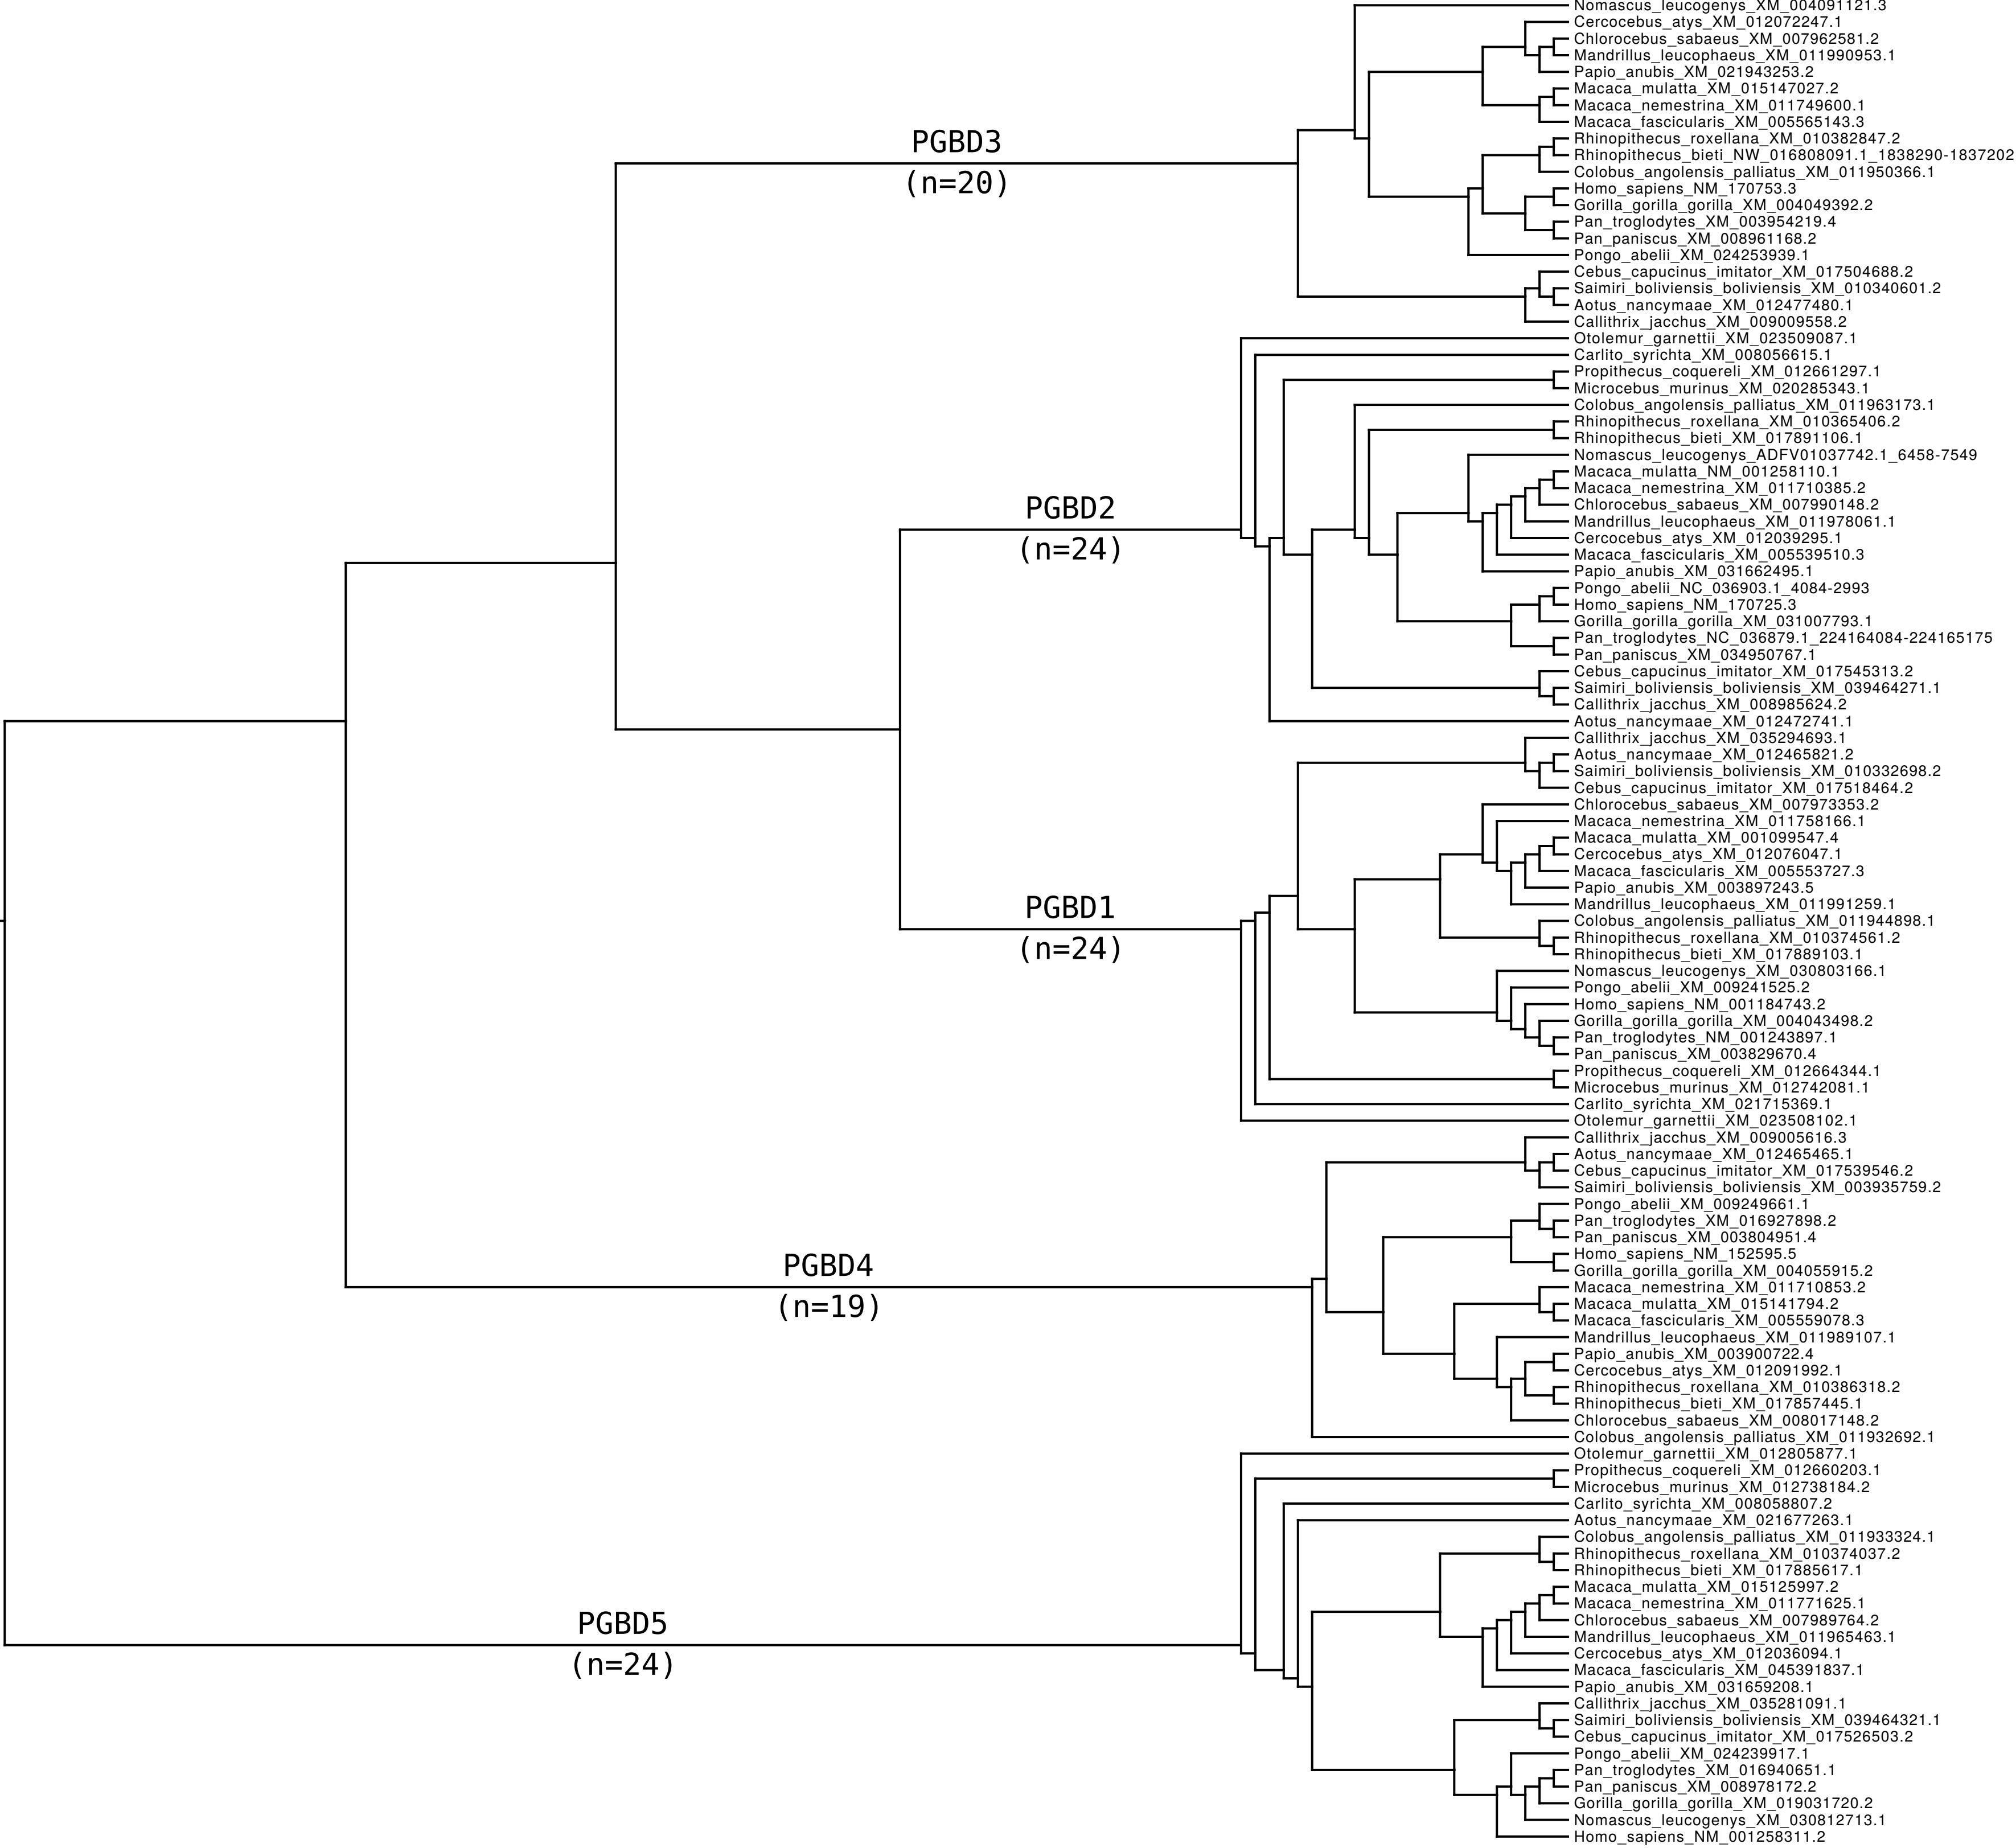 Nomascus_leucogenys_XM_004091121.3
Cercocebus_atys_XM_012072247.1
Chlorocebus_sabaeus_XM_007962581.2
Mandrillus_leucophaeus_XM_011990953.1
Papio_anubis_XM_021943253.2
Macaca_mulatta_XM_015147027.2
Macaca_nemestrina_XM_011749600.1
Macaca_fascicularis_XM_005565143.3
PGBD3
(n=20)
Rhinopithecus_roxellana_XM_010382847.2
Rhinopithecus_bieti_NW_016808091.1_1838290-1837202
Colobus_angolensis_palliatus_XM_011950366.1
Homo_sapiens_NM_170753.3
Gorilla_gorilla_gorilla_XM_004049392.2
Pan_troglodytes_XM_003954219.4
Pan_paniscus_XM_008961168.2
Pongo_abelii_XM_024253939.1
Cebus_capucinus_imitator_XM_017504688.2
Saimiri_boliviensis_boliviensis_XM_010340601.2
Aotus_nancymaae_XM_012477480.1
Callithrix_jacchus_XM_009009558.2
Otolemur_garnettii_XM_023509087.1
Carlito_syrichta_XM_008056615.1
Propithecus_coquereli_XM_012661297.1
Microcebus_murinus_XM_020285343.1
Colobus_angolensis_palliatus_XM_011963173.1
Rhinopithecus_roxellana_XM_010365406.2
Rhinopithecus_bieti_XM_017891106.1
Nomascus_leucogenys_ADFV01037742.1_6458-7549
Macaca_mulatta_NM_001258110.1
Macaca_nemestrina_XM_011710385.2
PGBD2
(n=24)
Chlorocebus_sabaeus_XM_007990148.2
Mandrillus_leucophaeus_XM_011978061.1
Cercocebus_atys_XM_012039295.1
Macaca_fascicularis_XM_005539510.3
Papio_anubis_XM_031662495.1
Pongo_abelii_NC_036903.1_4084-2993
Homo_sapiens_NM_170725.3
Gorilla_gorilla_gorilla_XM_031007793.1
Pan_troglodytes_NC_036879.1_224164084-224165175
Pan_paniscus_XM_034950767.1
Cebus_capucinus_imitator_XM_017545313.2
Saimiri_boliviensis_boliviensis_XM_039464271.1
Callithrix_jacchus_XM_008985624.2
Aotus_nancymaae_XM_012472741.1
Callithrix_jacchus_XM_035294693.1
Aotus_nancymaae_XM_012465821.2
Saimiri_boliviensis_boliviensis_XM_010332698.2
Cebus_capucinus_imitator_XM_017518464.2
Chlorocebus_sabaeus_XM_007973353.2
Macaca_nemestrina_XM_011758166.1
Macaca_mulatta_XM_001099547.4
Cercocebus_atys_XM_012076047.1
Macaca_fascicularis_XM_005553727.3
Papio_anubis_XM_003897243.5
Mandrillus_leucophaeus_XM_011991259.1
PGBD1
(n=24)
Colobus_angolensis_palliatus_XM_011944898.1
Rhinopithecus_roxellana_XM_010374561.2
Rhinopithecus_bieti_XM_017889103.1
Nomascus_leucogenys_XM_030803166.1
Pongo_abelii_XM_009241525.2
Homo_sapiens_NM_001184743.2
Gorilla_gorilla_gorilla_XM_004043498.2
Pan_troglodytes_NM_001243897.1
Pan_paniscus_XM_003829670.4
Propithecus_coquereli_XM_012664344.1
Microcebus_murinus_XM_012742081.1
Carlito_syrichta_XM_021715369.1
Otolemur_garnettii_XM_023508102.1
Callithrix_jacchus_XM_009005616.3
Aotus_nancymaae_XM_012465465.1
Cebus_capucinus_imitator_XM_017539546.2
Saimiri_boliviensis_boliviensis_XM_003935759.2
Pongo_abelii_XM_009249661.1
Pan_troglodytes_XM_016927898.2
Pan_paniscus_XM_003804951.4
Homo_sapiens_NM_152595.5
Gorilla_gorilla_gorilla_XM_004055915.2
PGBD4
(n=19)
Macaca_nemestrina_XM_011710853.2
Macaca_mulatta_XM_015141794.2
Macaca_fascicularis_XM_005559078.3
Mandrillus_leucophaeus_XM_011989107.1
Papio_anubis_XM_003900722.4
Cercocebus_atys_XM_012091992.1
Rhinopithecus_roxellana_XM_010386318.2
Rhinopithecus_bieti_XM_017857445.1
Chlorocebus_sabaeus_XM_008017148.2
Colobus_angolensis_palliatus_XM_011932692.1
Otolemur_garnettii_XM_012805877.1
Propithecus_coquereli_XM_012660203.1
Microcebus_murinus_XM_012738184.2
Carlito_syrichta_XM_008058807.2
Aotus_nancymaae_XM_021677263.1
Colobus_angolensis_palliatus_XM_011933324.1
Rhinopithecus_roxellana_XM_010374037.2
Rhinopithecus_bieti_XM_017885617.1
Macaca_mulatta_XM_015125997.2
Macaca_nemestrina_XM_011771625.1
Chlorocebus_sabaeus_XM_007989764.2
PGBD5
(n=24)
Mandrillus_leucophaeus_XM_011965463.1
Cercocebus_atys_XM_012036094.1
Macaca_fascicularis_XM_045391837.1
Papio_anubis_XM_031659208.1
Callithrix_jacchus_XM_035281091.1
Saimiri_boliviensis_boliviensis_XM_039464321.1
Cebus_capucinus_imitator_XM_017526503.2
Pongo_abelii_XM_024239917.1
Pan_troglodytes_XM_016940651.1
Pan_paniscus_XM_008978172.2
Gorilla_gorilla_gorilla_XM_019031720.2
Nomascus_leucogenys_XM_030812713.1
Homo_sapiens_NM_001258311.2